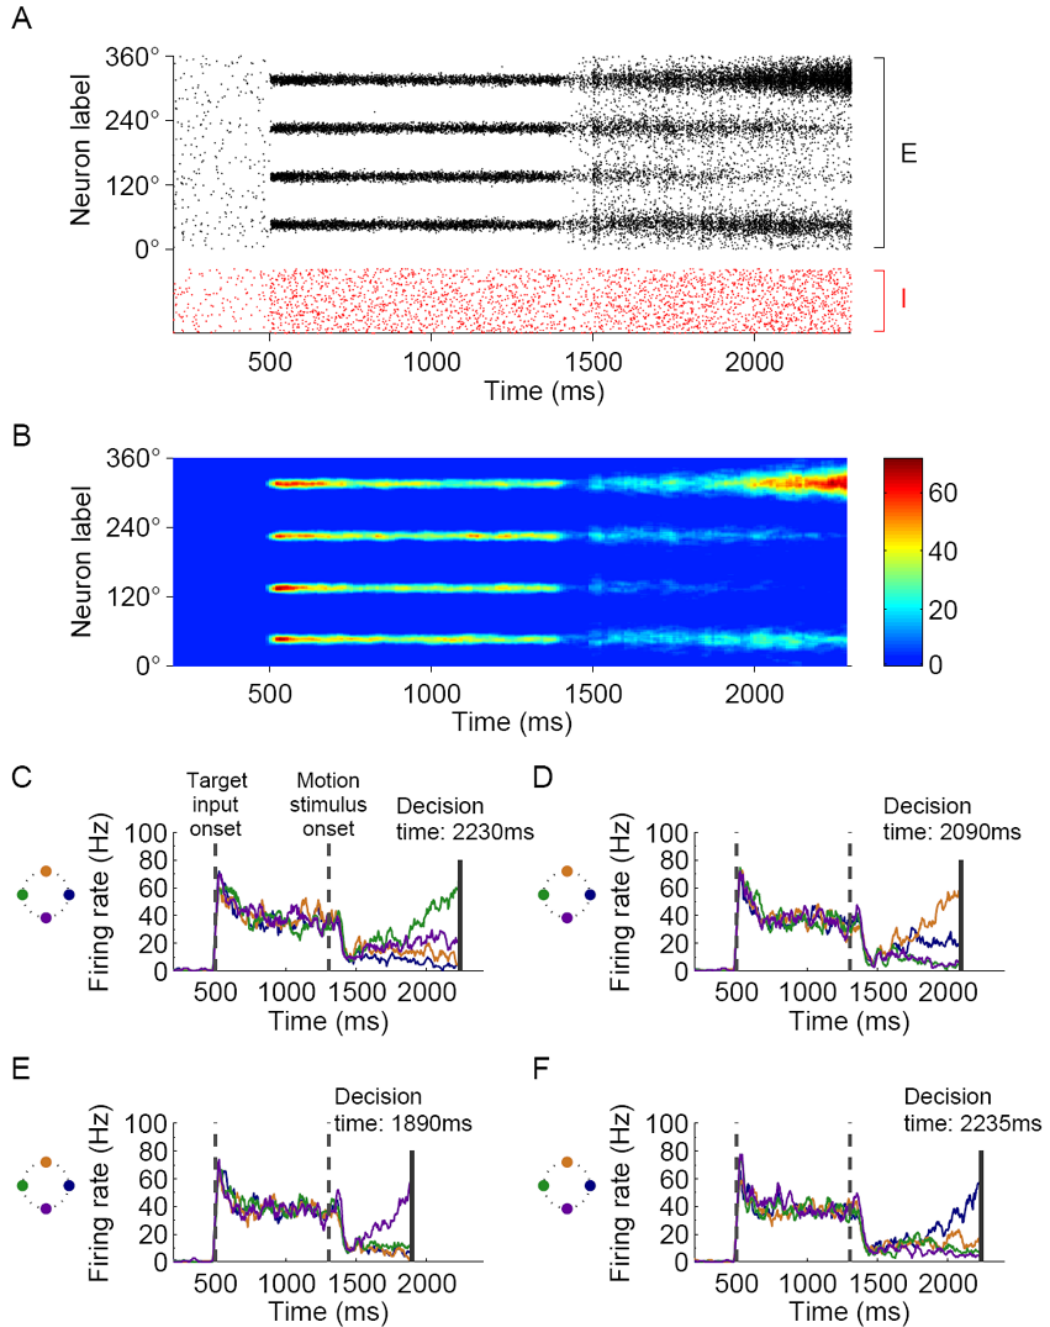 A
360°
240°
120°
0°
Neuron label
E
I
500
1000
1500
2000
Time (ms)
B
360°
240°
120°
0°
Neuron label
60
40
20
0
500
1000
1500
2000
Time (ms)
C
Target
input
onset
Motion
stimulus
onset
Decision
time: 2230ms
100
80
60
40
20
0
Firing rate (Hz)
500
1000
1500
2000
Time (ms)
D
Decision
time: 2090ms
100
80
60
40
20
0
Firing rate (Hz)
500
1000
1500
2000
Time (ms)
E
Decision
time: 1890ms
100
80
60
40
20
0
Firing rate (Hz)
500
1000
1500
2000
Time (ms)
F
Decision
time: 2235ms
100
80
60
40
20
0
Firing rate (Hz)
500
1000
1500
2000
Time (ms)